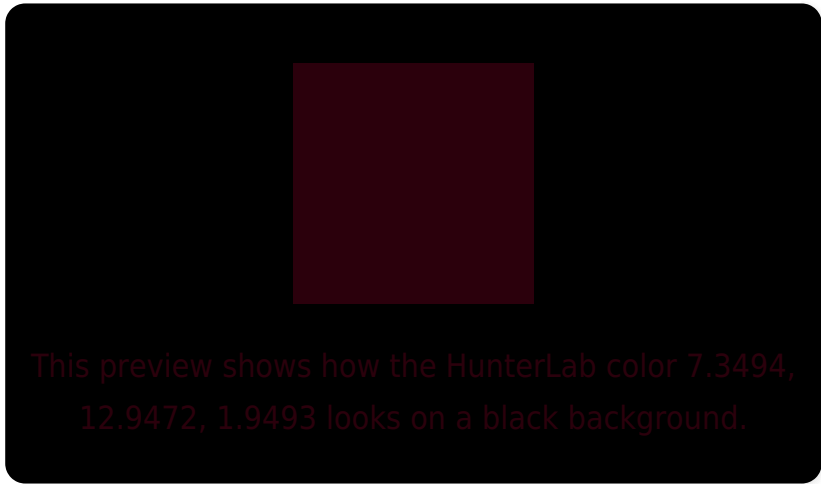 This preview shows how the HunterLab color 7.3494,
12.9472, 1.9493 looks on a black background.